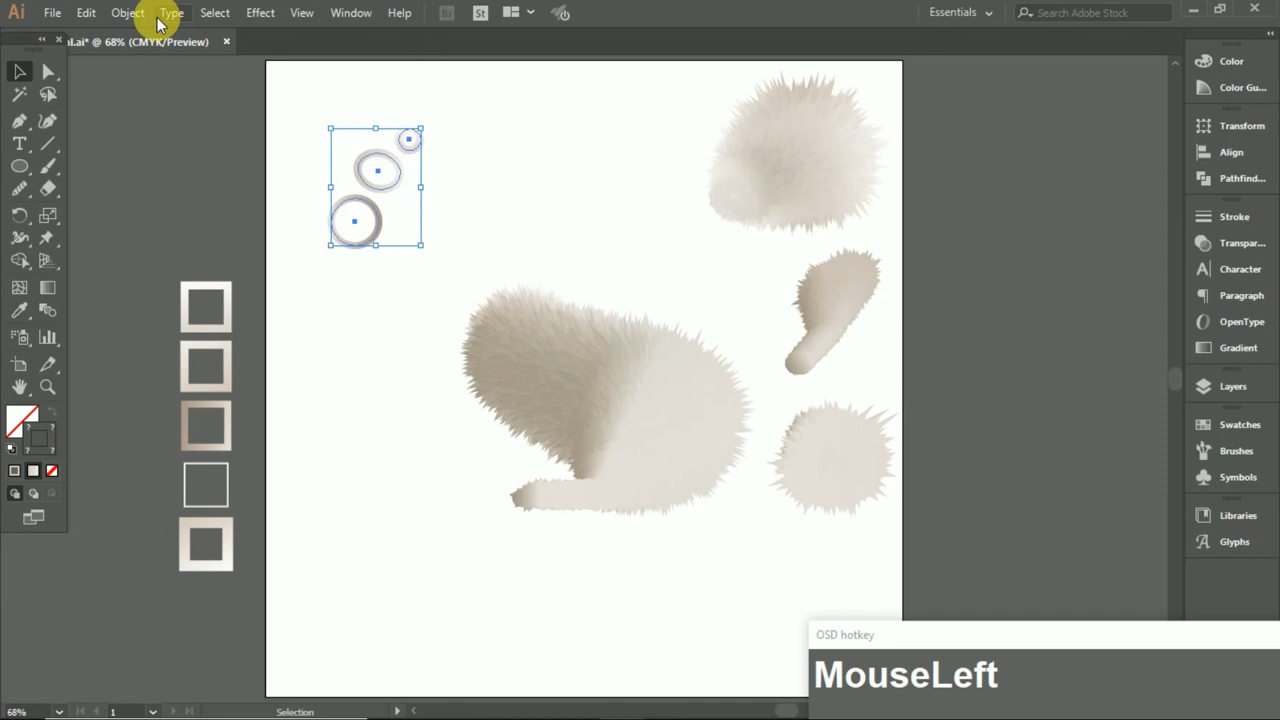 Ai File Edit Object Type Select Effect View Window Help Br St Essentials Search Adobe Stock
al.ai* @ 68% (CMYK/Preview)
Color
Color Gu...
Transform
Align
Pathfind...
Stroke
Transpar...
Character
Paragraph
OpenType
Gradient
Layers
Swatches
Brushes
Symbols
Libraries
Glyphs
OSD hotkey
MouseLeft
68% 1 Selection